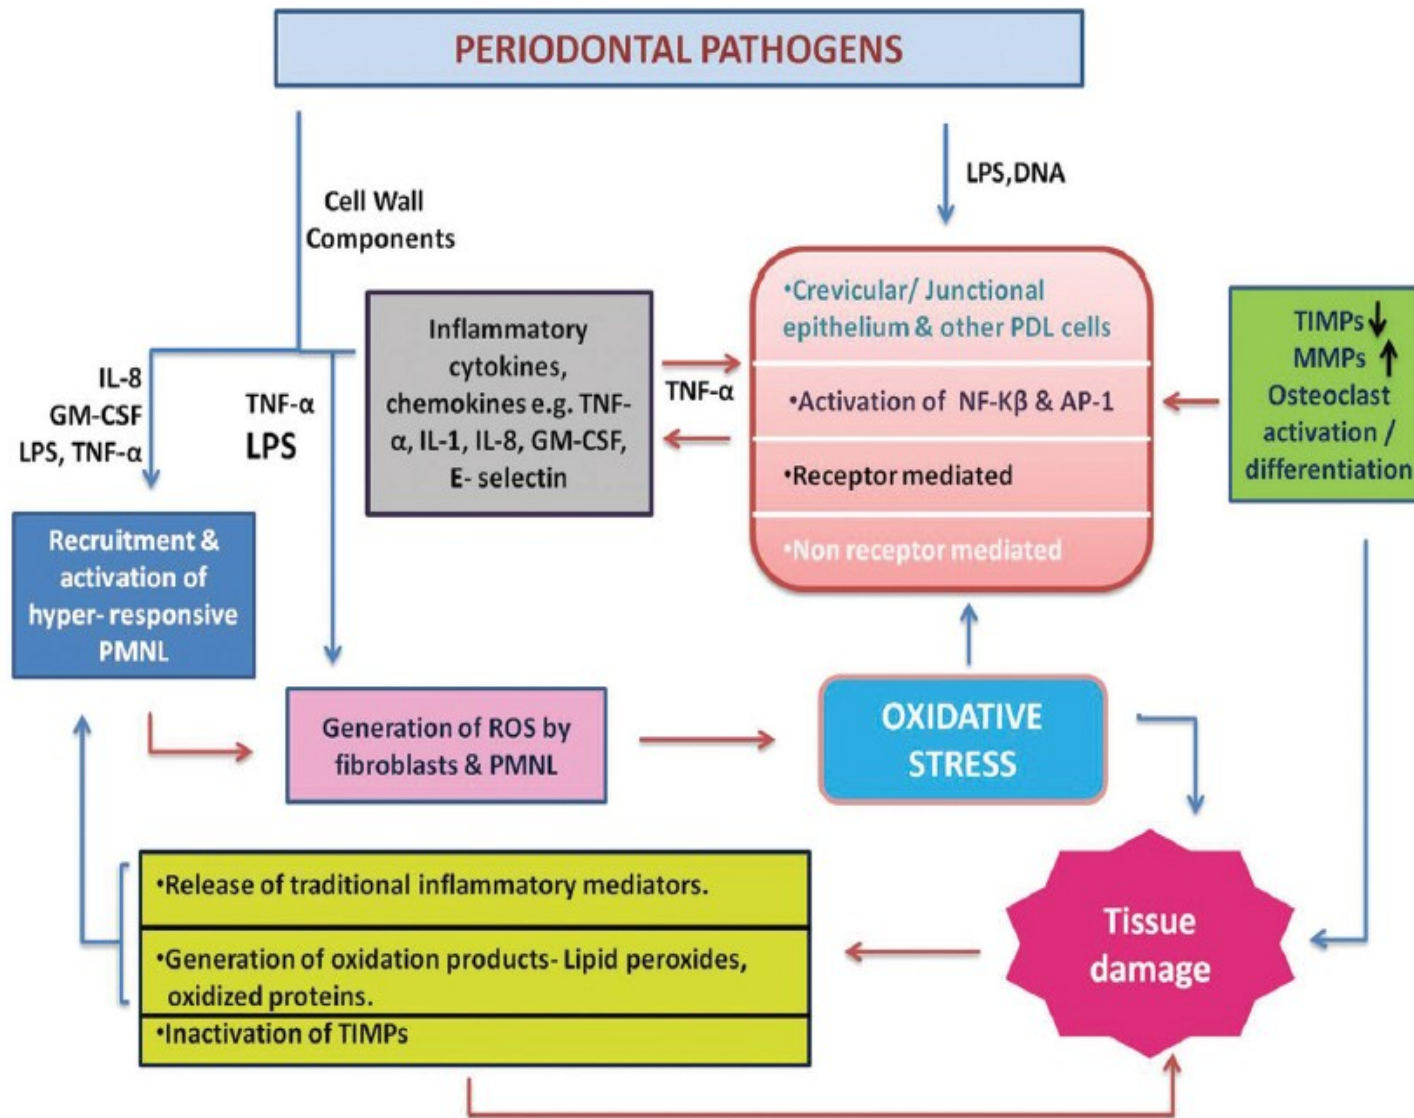 PERIODONTAL PATHOGENS
LPS,DNA
Cell Wall
Components
Inflammatory
cytokines,
chemokines e.g. TNF-
α, IL-1, IL-8, GM-CSF,
E- selectin
TNF-α
•Crevicular/ Junctional
epithelium & other PDL cells
•Activation of NF-Kβ & AP-1
•Receptor mediated
•Non receptor mediated
TIMPs
MMPs
Osteoclast
activation /
differentiation
IL-8
GM-CSF
LPS, TNF-α
TNF-α
LPS
Recruitment &
activation of
hyper- responsive
PMNL
Generation of ROS by
fibroblasts & PMNL
OXIDATIVE
STRESS
•Release of traditional inflammatory mediators.
•Generation of oxidation products- Lipid peroxides,
oxidized proteins.
•Inactivation of TIMPs
Tissue
damage